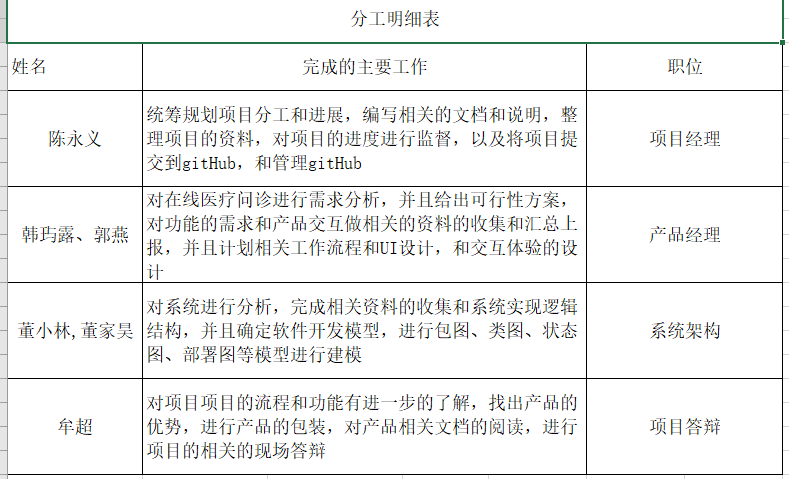 分工明细表
姓名 完成的主要工作 职位
陈永义
统筹规划项目分工和进展，编写相关的文档和说明，整
理项目的资料，对项目的进度进行监督，以及将项目提
交到gitHub，和管理gitHub
项目经理
韩玙露、郭燕
对在线医疗问诊进行需求分析，并且给出可行性方案，
对功能的需求和产品交互做相关的资料的收集和汇总上
报，并且计划相关工作流程和UI设计，和交互体验的设
计
产品经理
董小林,董家昊
对系统进行分析，完成相关资料的收集和系统实现逻辑
结构，并且确定软件开发模型，进行包图、类图、状态
图、部署图等模型进行建模
系统架构
牟超
对项目项目的流程和功能有进一步的了解，找出产品的
优势，进行产品的包装，对产品相关文档的阅读，进行
项目的相关的现场答辩
项目答辩